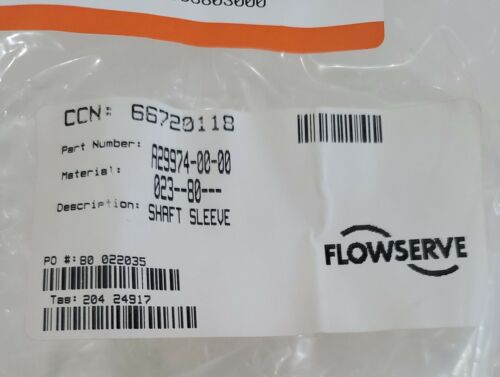 CCN: 66720118
Part Number: A29974-00-00
Material: 023--80---
Description: SHAFT SLEEVE
FLOWSERVE
PO #: 80 022035
Tag: 204 24917